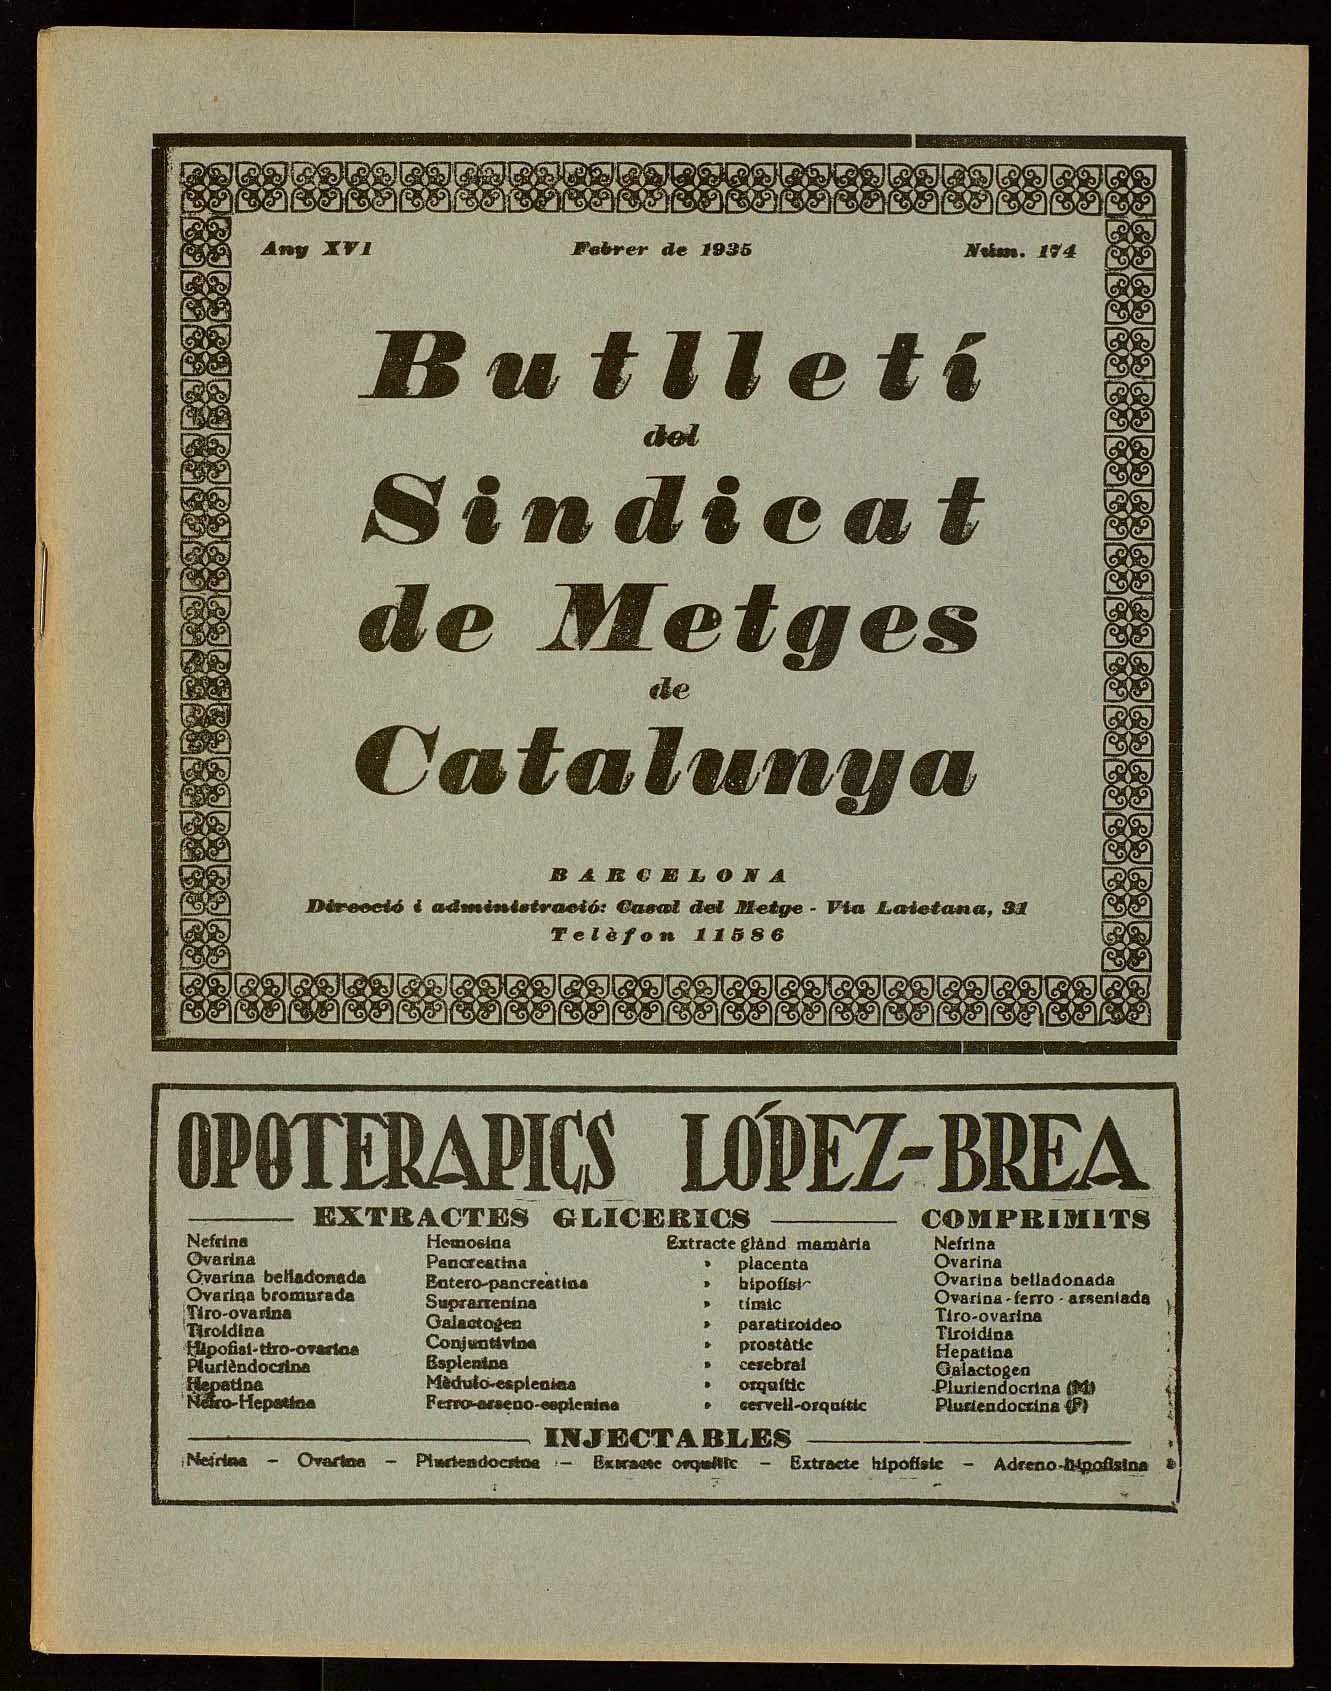 Any XVI Febrer de 1935 Núm. 174
Butlletí
del
Sindicat
de Metges
de
Catalunya
BARCELONA
Direcció i administració: Casal del Metge - Via Laietana, 31
Telèfon 11586
OPOTERAPICS LÓPEZ-BREA
EXTRACTES GLICERICS
Nefrina
Ovarina
Ovarina belladonada
Ovarina bromurada
Tiro-ovarina
Tiroidina
Hipofisi-tiro-ovarina
Plurièndocrina
Hepatina
Nefro-Hepatina
Hemosina
Pancreatina
Entero-pancreàtina
Suprarrenina
Galactogen
Conjuntivina
Esplenina
Mèdulo-esplenina
Ferro-arseno-esplenina
Extracte glànd mamària
» placenta
» hipofísic
» tímic
» paratiroideo
» prostàtic
» cerebral
» orquític
» cervell-orquític
COMPRIMITS
Nefrina
Ovarina
Ovarina belladonada
Ovarina-ferro-arseniada
Tiro-ovarina
Tiroidina
Hepatina
Galactogen
Pluriendocrina (M)
Pluriendocrina (F)
INJECTABLES
Nefrina - Ovarina - Pluriendocrina - Extracte orquític - Extracte hipofisic - Adreno-hipofisina